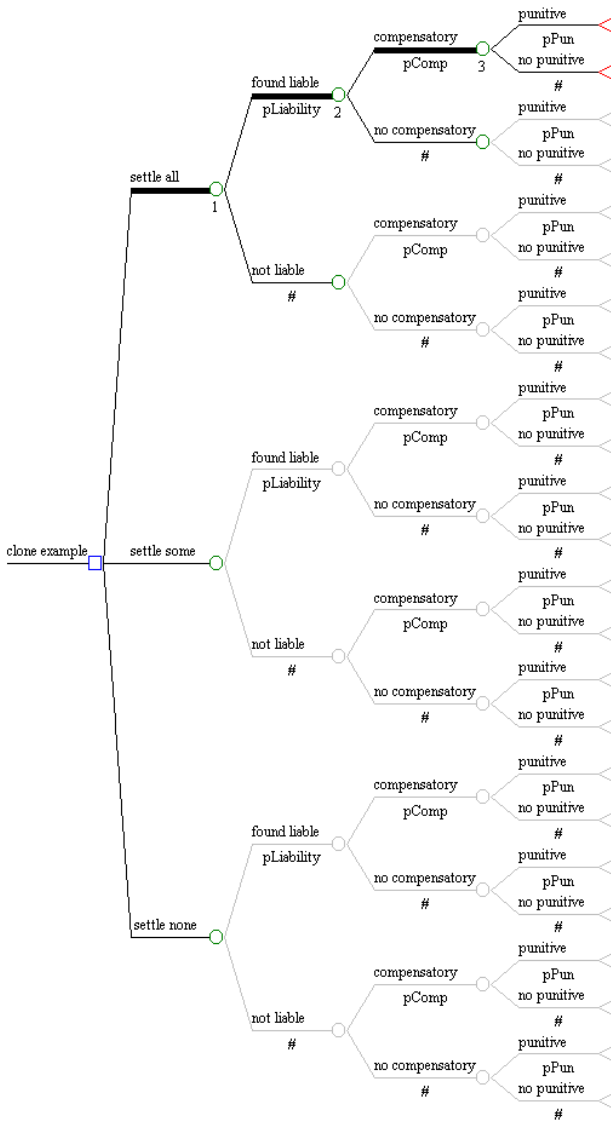 punitive
compensatory
pPun
pComp
3
no punitive
#
found liable
pLiability
2
punitive
no compensatory
pPun
#
no punitive
#
settle all
1
punitive
compensatory
pPun
pComp
no punitive
#
not liable
#
punitive
no compensatory
pPun
#
no punitive
#
punitive
compensatory
pPun
pComp
no punitive
#
found liable
pLiability
punitive
no compensatory
pPun
#
no punitive
#
clone example
settle some
punitive
compensatory
pPun
pComp
no punitive
#
not liable
#
punitive
no compensatory
pPun
#
no punitive
#
punitive
compensatory
pPun
pComp
no punitive
#
found liable
pLiability
punitive
no compensatory
pPun
#
no punitive
#
settle none
punitive
compensatory
pPun
pComp
no punitive
#
not liable
#
punitive
no compensatory
pPun
#
no punitive
#